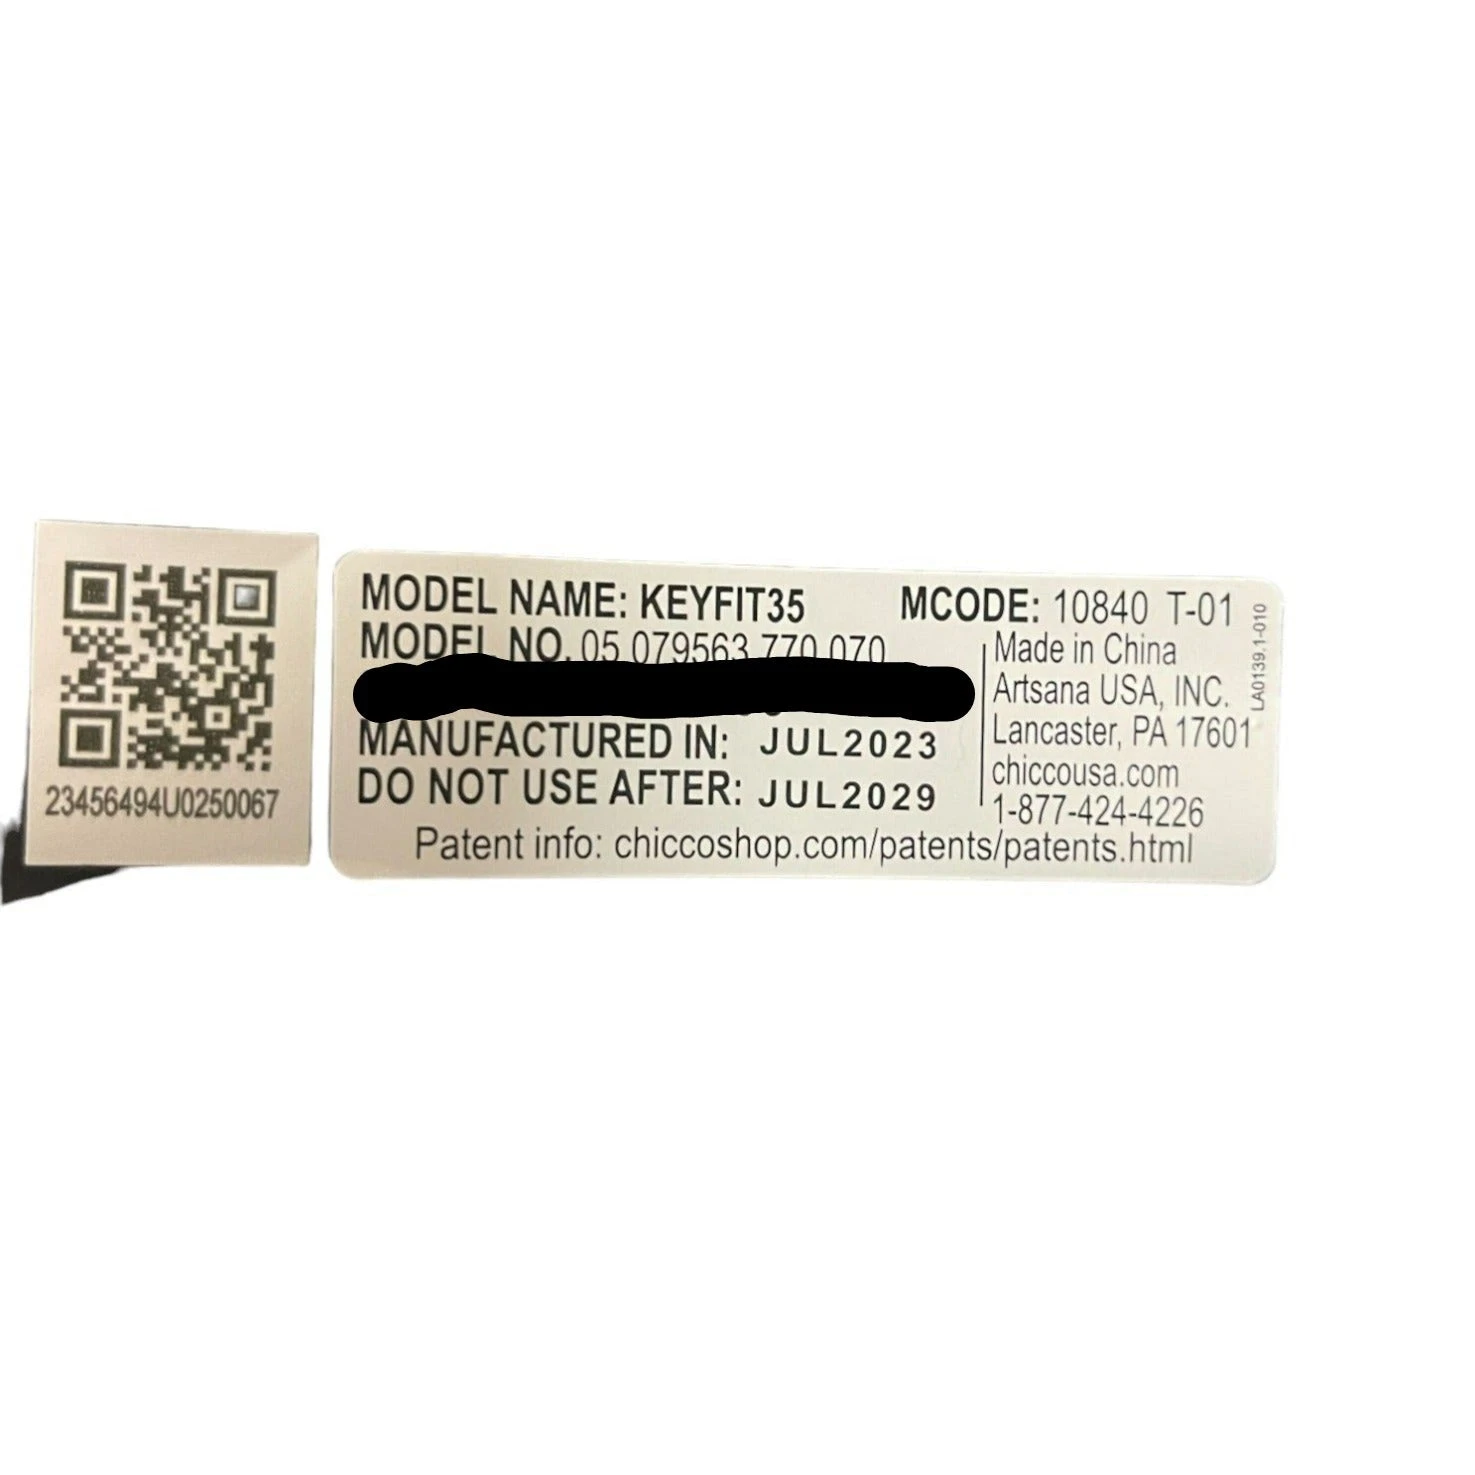 23456494U0250067
MODEL NAME: KEYFIT35 MCODE: 10840 T-01
MODEL NO. 05 079563 770 070
MANUFACTURED IN: JUL2023
DO NOT USE AFTER: JUL2029
Made in China
Artsana USA, INC.
Lancaster, PA 17601
chiccousa.com
1-877-424-4226
LA0139.1-010
Patent info: chiccoshop.com/patents/patents.html